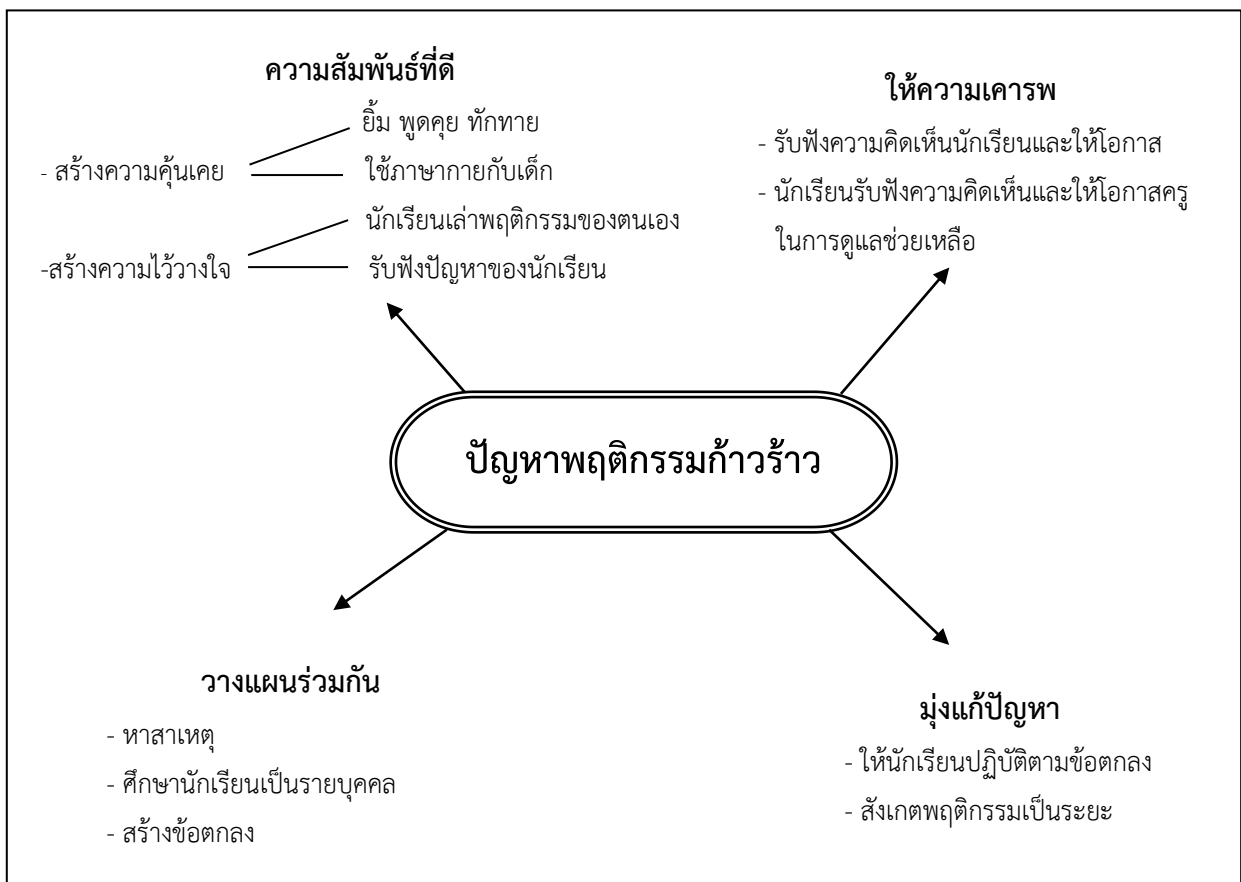 ความสัมพันธ์ที่ดี
- สร้างความคุ้นเคย
ยิ้ม พูดคุย ทักทาย
ใช้ภาษากายกับเด็ก
-สร้างความไว้วางใจ
นักเรียนเล่าพฤติกรรมของตนเอง
รับฟังปัญหาของนักเรียน
ให้ความเคารพ
- รับฟังความคิดเห็นนักเรียนและให้โอกาส
- นักเรียนรับฟังความคิดเห็นและให้โอกาสครู
ในการดูแลช่วยเหลือ
ปัญหาพฤติกรรมก้าวร้าว
วางแผนร่วมกัน
- หาสาเหตุ
- ศึกษานักเรียนเป็นรายบุคคล
- สร้างข้อตกลง
มุ่งแก้ปัญหา
- ให้นักเรียนปฏิบัติตามข้อตกลง
- สังเกตพฤติกรรมเป็นระยะ